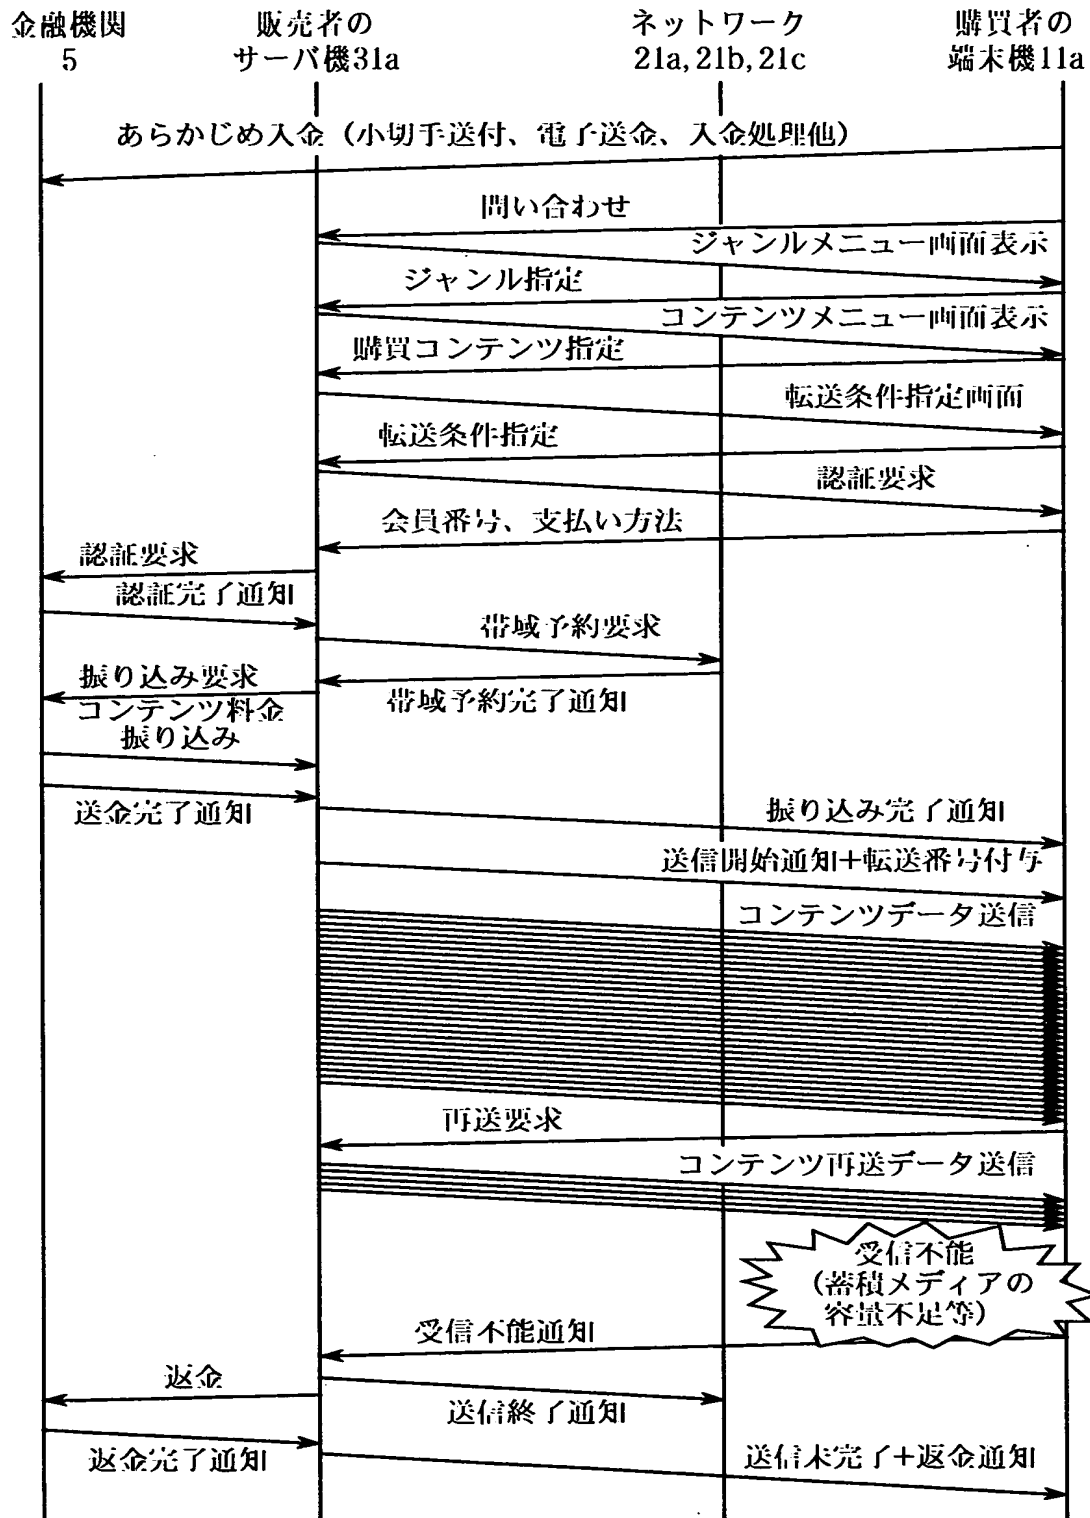 金融機関
5
販売者の
サーバ機31a
ネットワーク
21a,21b,21c
購買者の
端末機11a
あらかじめ入金（小切手送付、電子送金、入金処理他）
問い合わせ
ジャンルメニュー画面表示
ジャンル指定
コンテンツメニュー画面表示
購買コンテンツ指定
転送条件指定画面
転送条件指定
認証要求
会員番号、支払い方法
認証要求
認証完了通知
帯域予約要求
振り込み要求
帯域予約完了通知
コンテンツ料金
振り込み
送金完了通知
振り込み完了通知
送信開始通知+転送番号付与
コンテンツデータ送信
再送要求
コンテンツ再送データ送信
受信不能
(蓄積メディアの
容量不足等)
受信不能通知
返金
送信終了通知
返金完了通知
送信未完了+返金通知